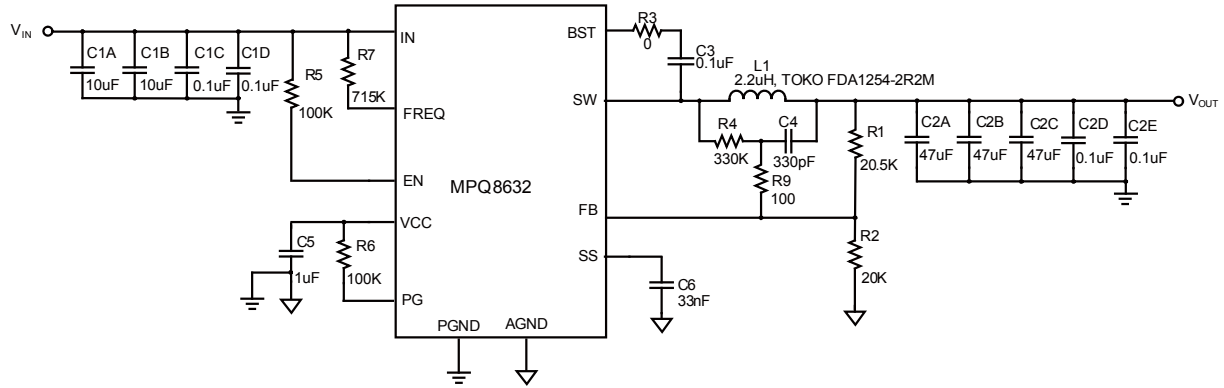 VIN
C1A
10uF
C1B
10uF
C1C
0.1uF
C1D
0.1uF
R5
100K
R7
715K
IN
FREQ
EN
VCC
PG
C5
1uF
R6
100K
MPQ8632
PGND
AGND
BST
SW
FB
SS
R3
0
C3
0.1uF
L1
2.2uH, TOKO FDA1254-2R2M
R4
330K
C4
330pF
R9
100
R1
20.5K
R2
20K
C6
33nF
C2A
47uF
C2B
47uF
C2C
47uF
C2D
0.1uF
C2E
0.1uF
VOUT